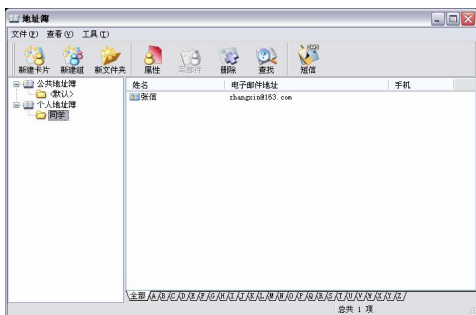 地址簿
文件(F) 查看(V) 工具(T)
新建卡片 新建组 新文件夹 属性 写邮件 删除 查找 短信
公共地址簿
<默认>
个人地址簿
同学
姓名 电子邮件地址 手机
张信 zhangxin@163.com
全部/A/B/C/D/E/F/G/H/I/J/K/L/M/N/O/P/Q/R/S/T/U/V/W/X/Y/Z/
总共 1 项